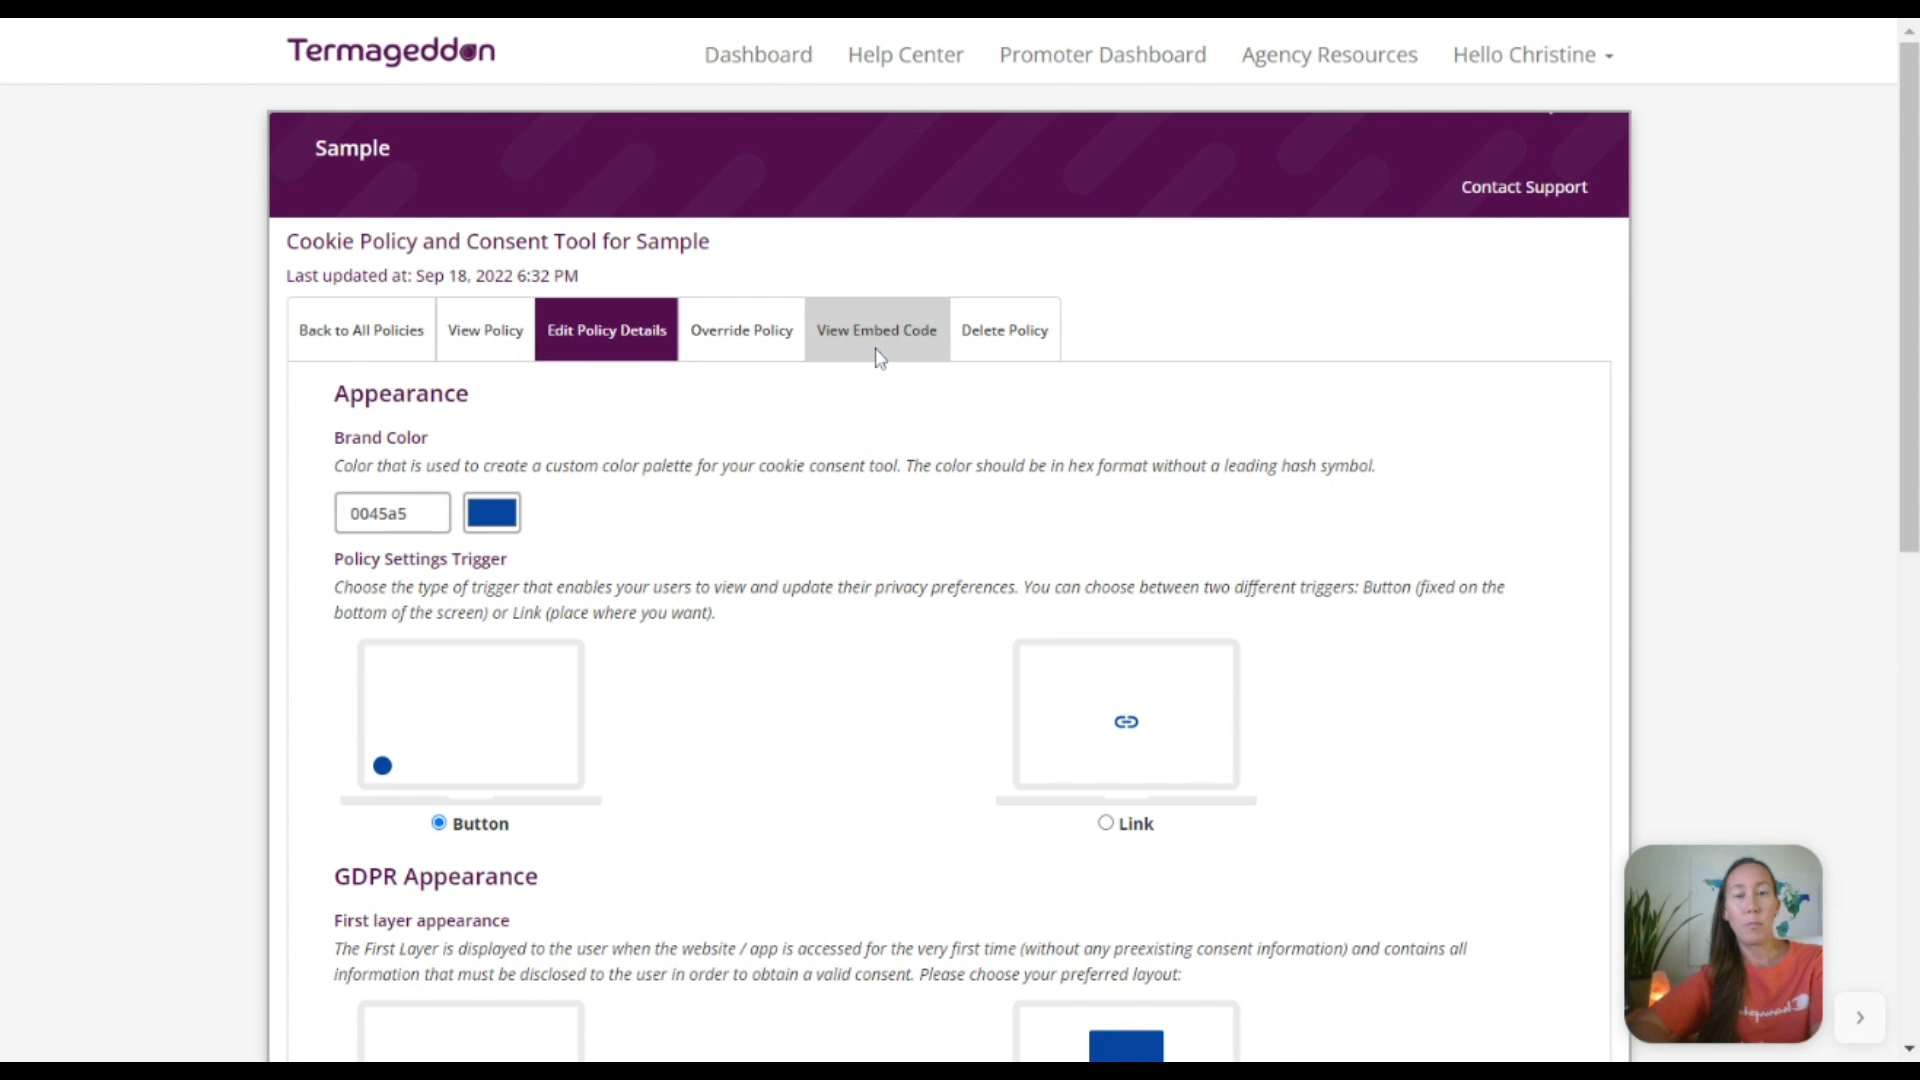 Termageddon
Dashboard
Help Center
Promoter Dashboard
Agency Resources
Hello Christine
Sample
Contact Support
Cookie Policy and Consent Tool for Sample
Last updated at: Sep 18, 2022 6:32 PM
Back to All Policies
View Policy
Edit Policy Details
Override Policy
View Embed Code
Delete Policy
Appearance
Brand Color
Color that is used to create a custom color palette for your cookie consent tool. The color should be in hex format without a leading hash symbol.
0045a5
Policy Settings Trigger
Choose the type of trigger that enables your users to view and update their privacy preferences. You can choose between two different triggers: Button (fixed on the
bottom of the screen) or Link (place where you want).
Button
Link
GDPR Appearance
First layer appearance
The First Layer is displayed to the user when the website / app is accessed for the very first time (without any preexisting consent information) and contains all
information that must be disclosed to the user in order to obtain a valid consent. Please choose your preferred layout: